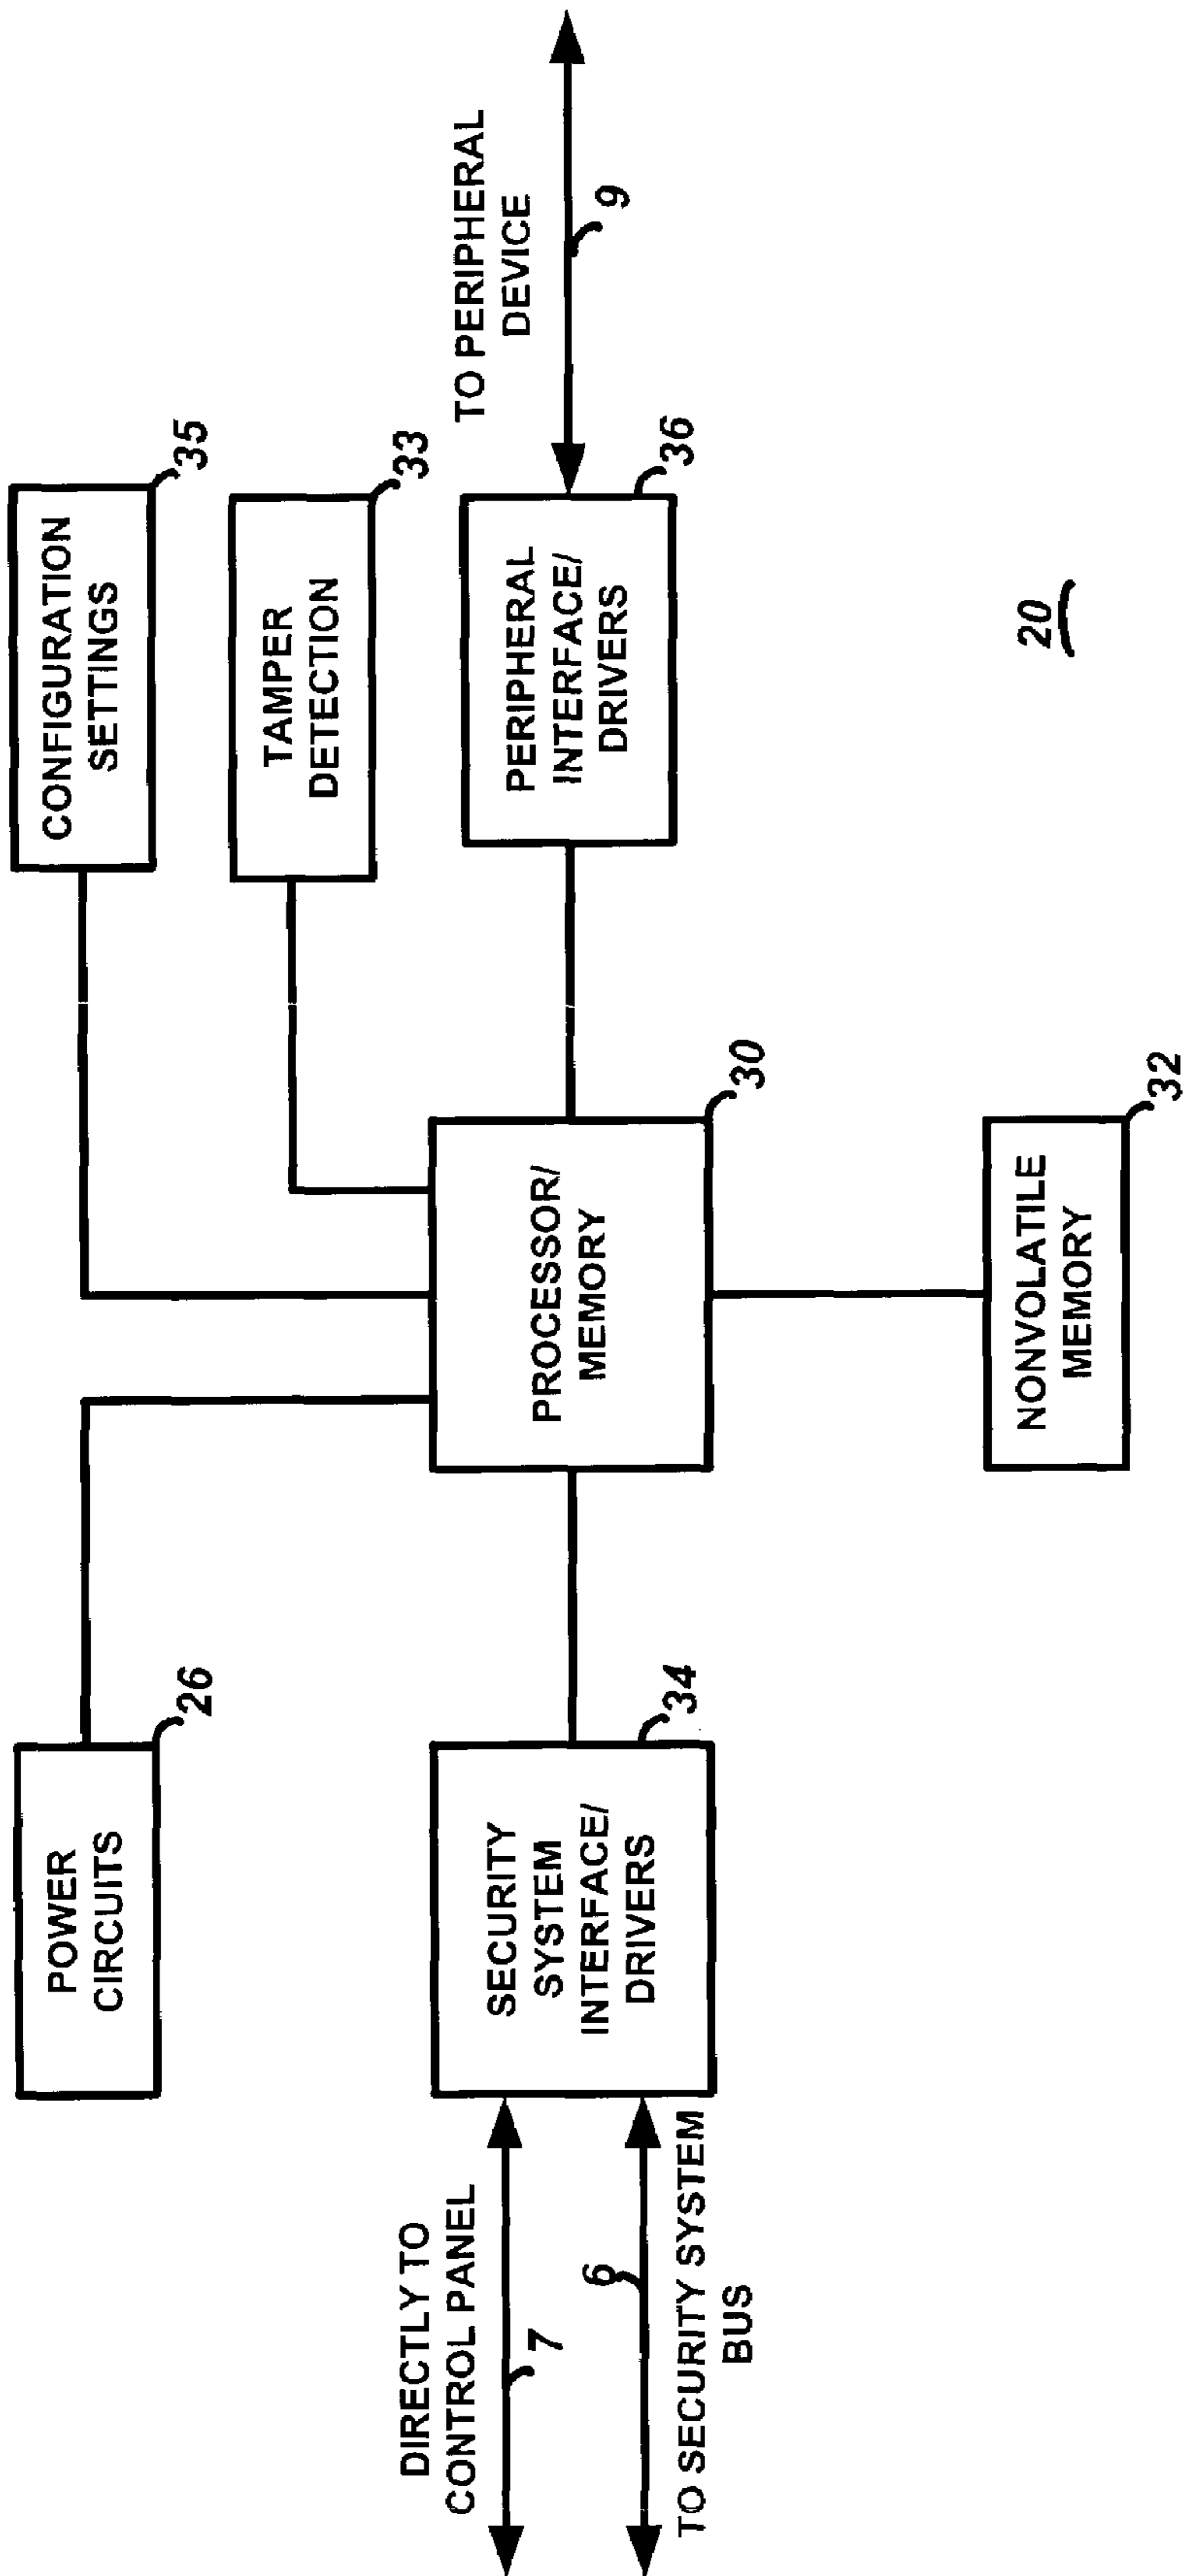 POWER
CIRCUITS
26
CONFIGURATION
SETTINGS
35
TAMPER
DETECTION
33
DIRECTLY TO
CONTROL PANEL
7
6
TO SECURITY SYSTEM
BUS
SECURITY
SYSTEM
INTERFACE/
DRIVERS
34
PROCESSOR/
MEMORY
30
PERIPHERAL
INTERFACE/
DRIVERS
36
TO PERIPHERAL
DEVICE
9
NONVOLATILE
MEMORY
32
20